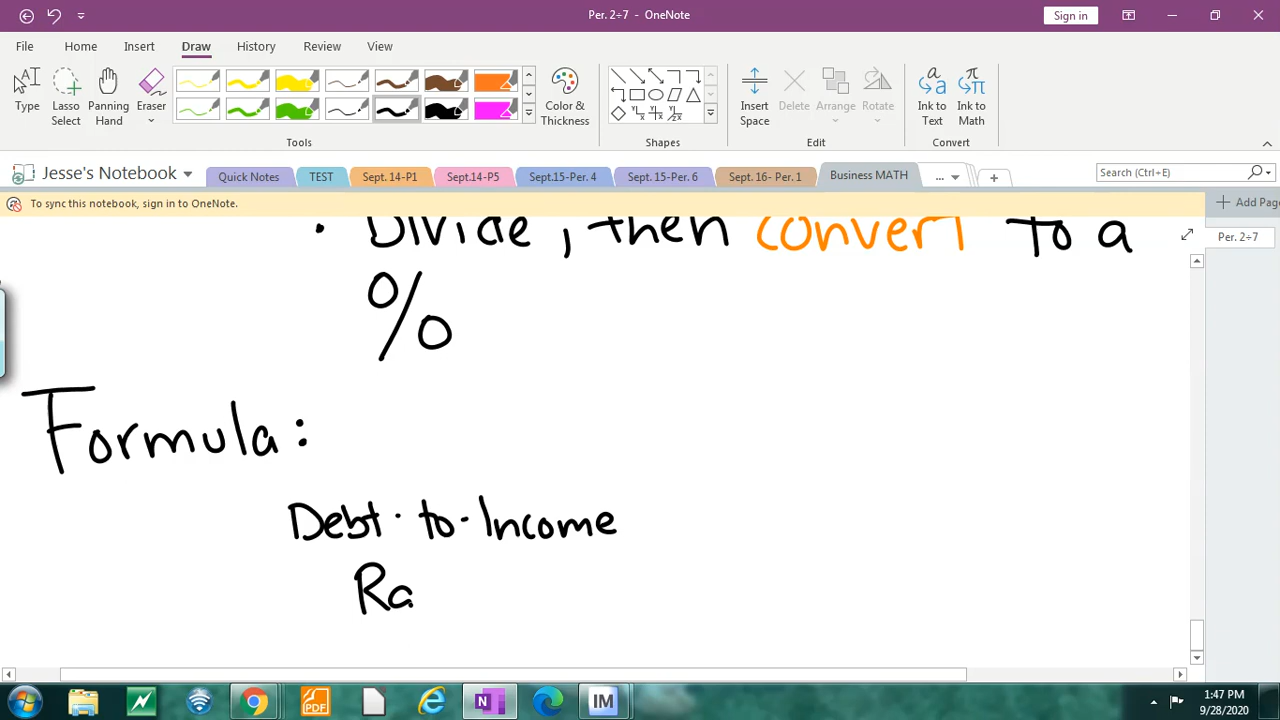 Per. 2÷7 - OneNote
Sign in
File Home Insert Draw History Review View
Type Lasso Select Panning Hand Eraser Color & Thickness Insert Space Delete Arrange Rotate Ink to Text Ink to Math
Tools Shapes Edit Convert
Jesse's Notebook Quick Notes TEST Sept. 14-P1 Sept.14-P5 Sept.15-Per. 4 Sept. 15-Per. 6 Sept. 16- Per. 1 Business MATH ... Search (Ctrl+E)
To sync this notebook, sign in to OneNote. Add Pag
Per. 2÷7
• Divide, then convert to a
%
Formula:
Debt·to·Income
Ra
PDF N IM
1:47 PM
9/28/2020